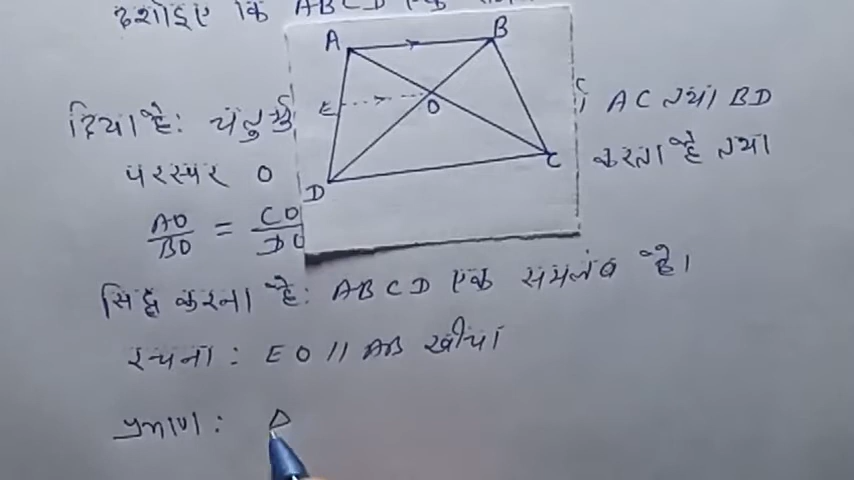 दर्शाइए कि ABCD एक
A B
E O
D C
दिया है: चतुर्भु AC तथा BD
परस्पर O करता है तथा
AO/BO = CO/DO
सिद्ध करना है: ABCD एक समलंब है।
रचना: EO // AB खींचा
प्रमाण: △